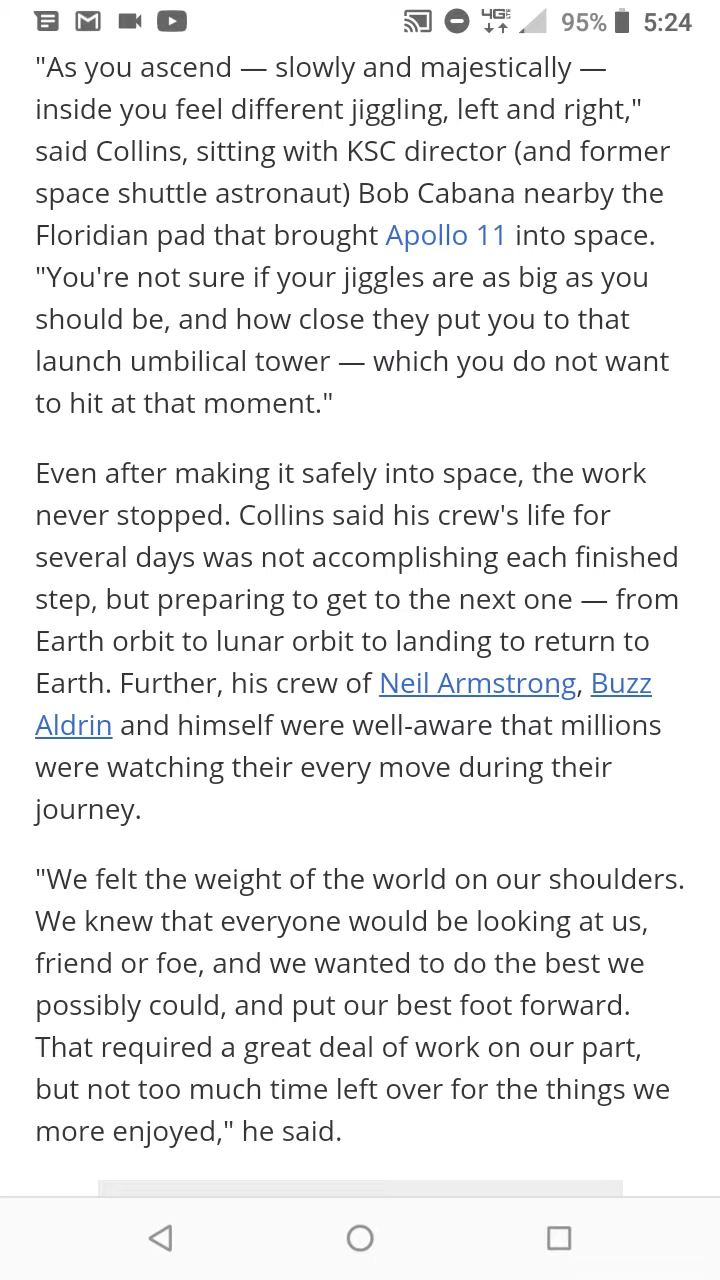 4G 95% 5:24
"As you ascend — slowly and majestically —
inside you feel different jiggling, left and right,"
said Collins, sitting with KSC director (and former
space shuttle astronaut) Bob Cabana nearby the
Floridian pad that brought Apollo 11 into space.
"You're not sure if your jiggles are as big as you
should be, and how close they put you to that
launch umbilical tower — which you do not want
to hit at that moment."
Even after making it safely into space, the work
never stopped. Collins said his crew's life for
several days was not accomplishing each finished
step, but preparing to get to the next one — from
Earth orbit to lunar orbit to landing to return to
Earth. Further, his crew of Neil Armstrong, Buzz
Aldrin and himself were well-aware that millions
were watching their every move during their
journey.
"We felt the weight of the world on our shoulders.
We knew that everyone would be looking at us,
friend or foe, and we wanted to do the best we
possibly could, and put our best foot forward.
That required a great deal of work on our part,
but not too much time left over for the things we
more enjoyed," he said.